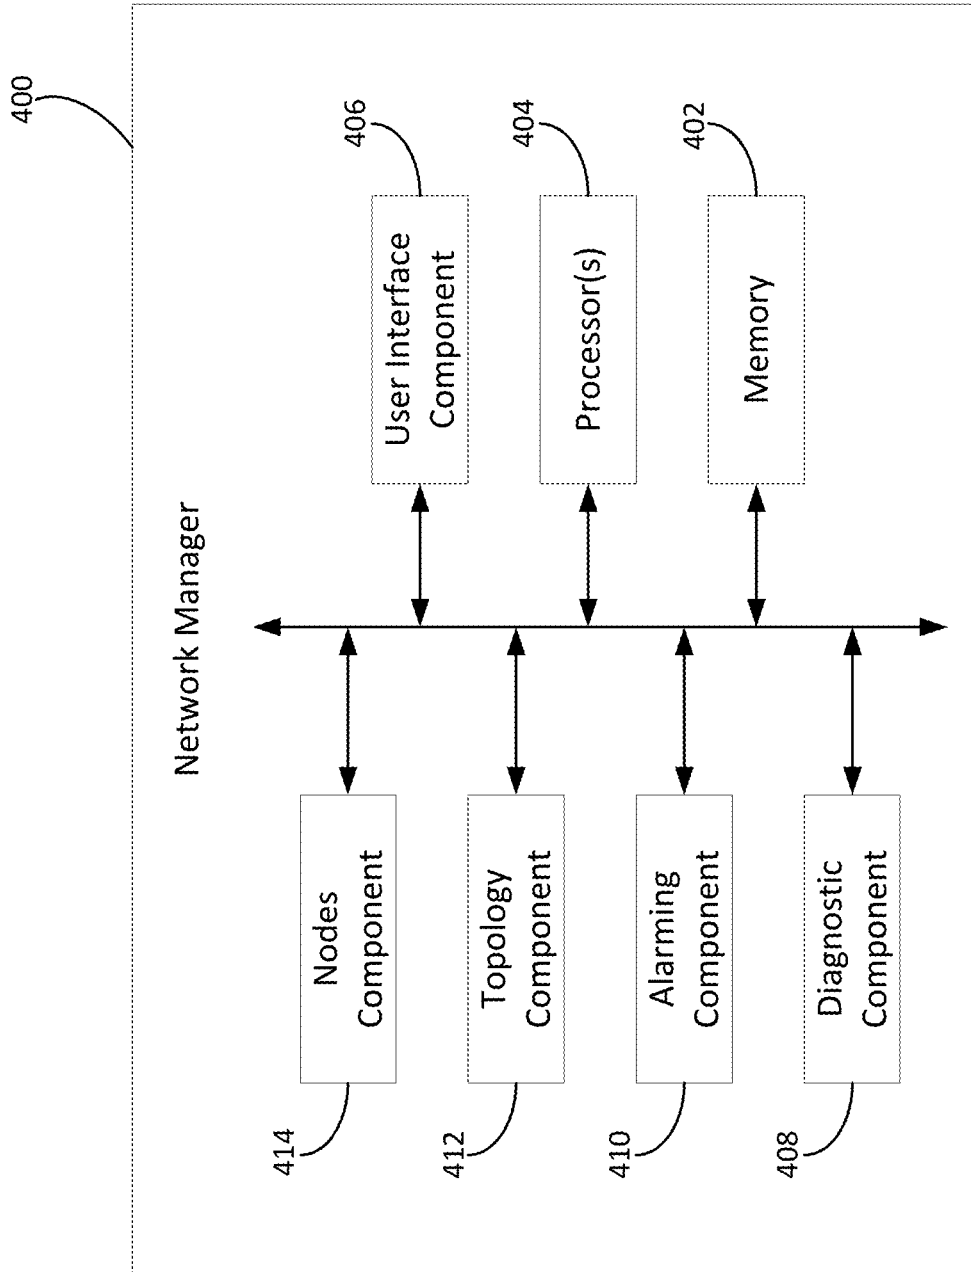 400
Network Manager
414
Nodes
Component
412
Topology
Component
410
Alarming
Component
408
Diagnostic
Component
406
User Interface
Component
404
Processor(s)
402
Memory